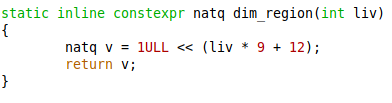 static inline constexpr natq dim_region(int liv)
{
        natq v = 1ULL << (liv * 9 + 12);
        return v;
}